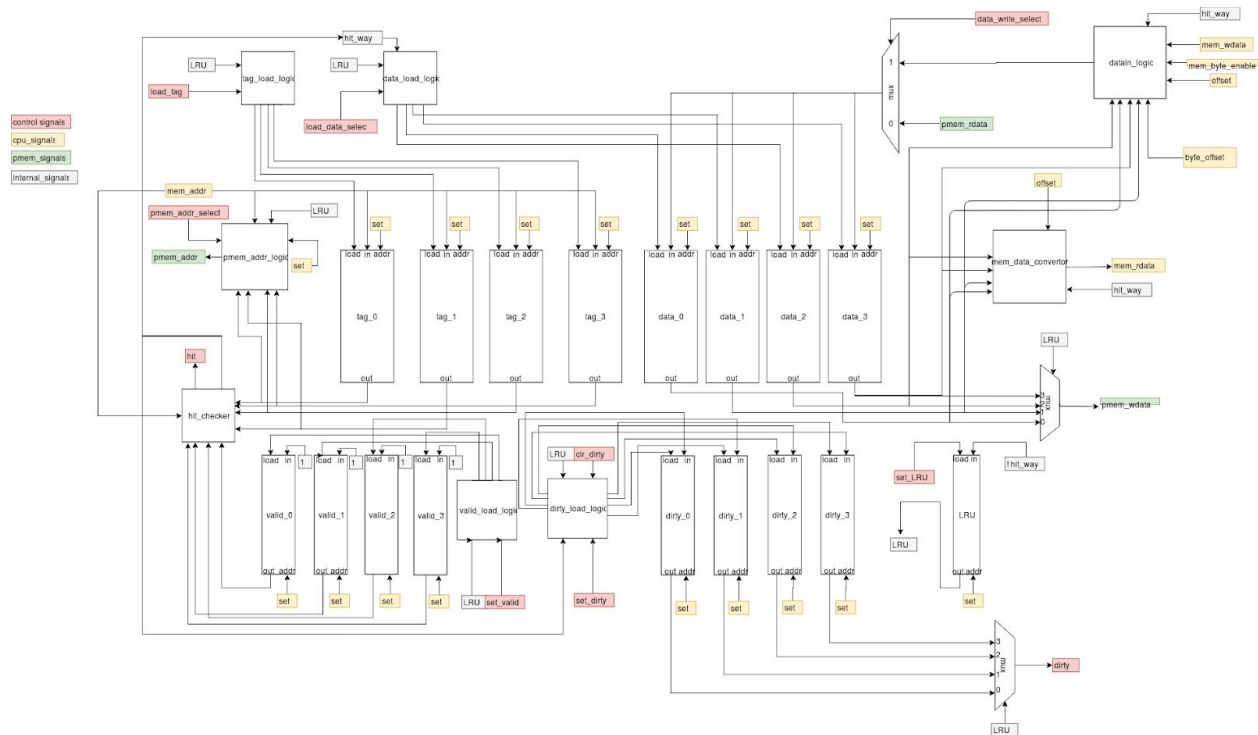 data_write_select
hit_way
hit_way
mem_wdata
LRU
LRU
tag_load_logic
data_load_logic
1
datain_logic
mem_byte_enable
offset
load_tag
mux
control signals
load_data_selec
0
pmem_rdata
cpu_signals
pmem_signals
byte_offset
internal_signals
mem_addr
offset
pmem_addr_select
LRU
set
set
set
set
set
set
set
set
pmem_addr
pmem_addr_logic
set
load in addr
load in addr
load in addr
load in addr
load in addr
load in addr
load in addr
load in addr
mem_data_convertor
mem_rdata
hit_way
tag_0
tag_1
tag_2
tag_3
data_0
data_1
data_2
data_3
LRU
hit
out
out
out
out
out
out
out
out
hit_checker
mux
0
pmem_wdata
load in
1
load in
1
load in
1
load in
1
LRU
clr_dirty
load in
load in
load in
load in
set_LRU
load in
! hit_way
valid_0
valid_1
valid_2
valid_3
valid_load_logic
dirty_load_logic
dirty_0
dirty_1
dirty_2
dirty_3
LRU
LRU
out addr
out addr
out addr
out addr
out addr
out addr
out addr
out addr
out addr
set
set
set
set
LRU
set_valid
set_dirty
set
set
set
set
set
3
2
1
0
mux
dirty
LRU